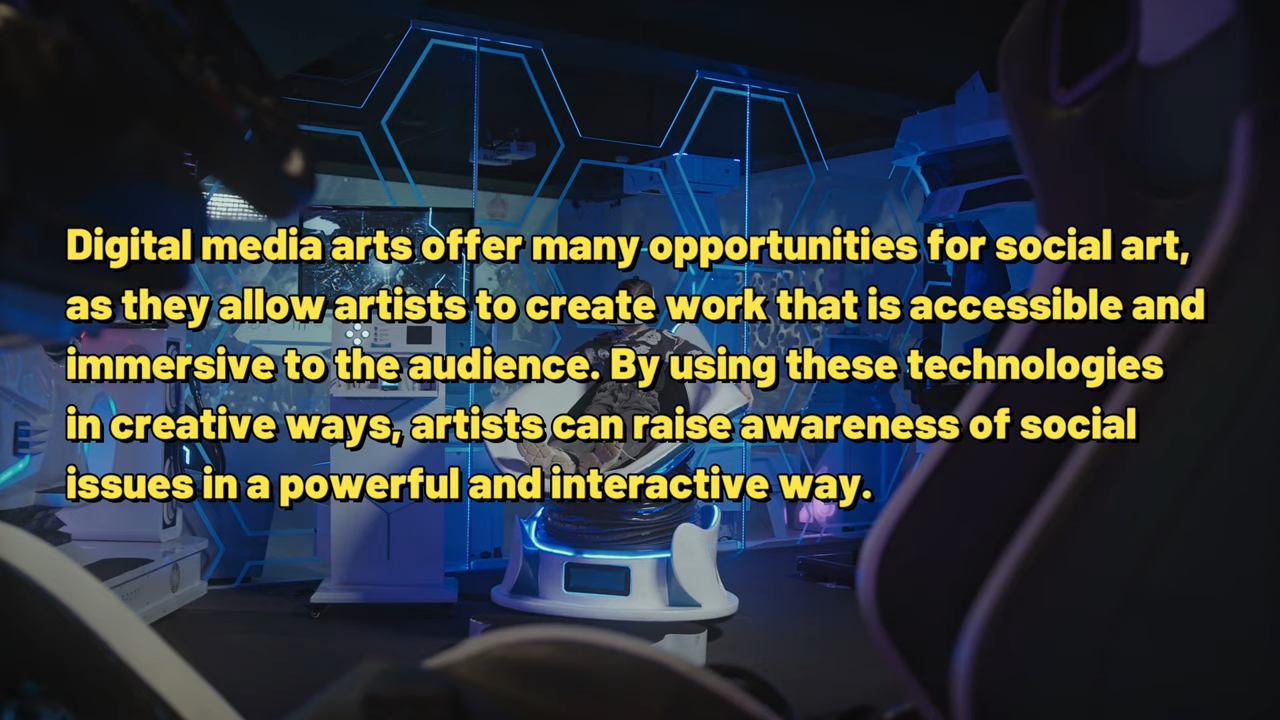 Digital media arts offer many opportunities for social art,
as they allow artists to create work that is accessible and
immersive to the audience. By using these technologies
in creative ways, artists can raise awareness of social
issues in a powerful and interactive way.